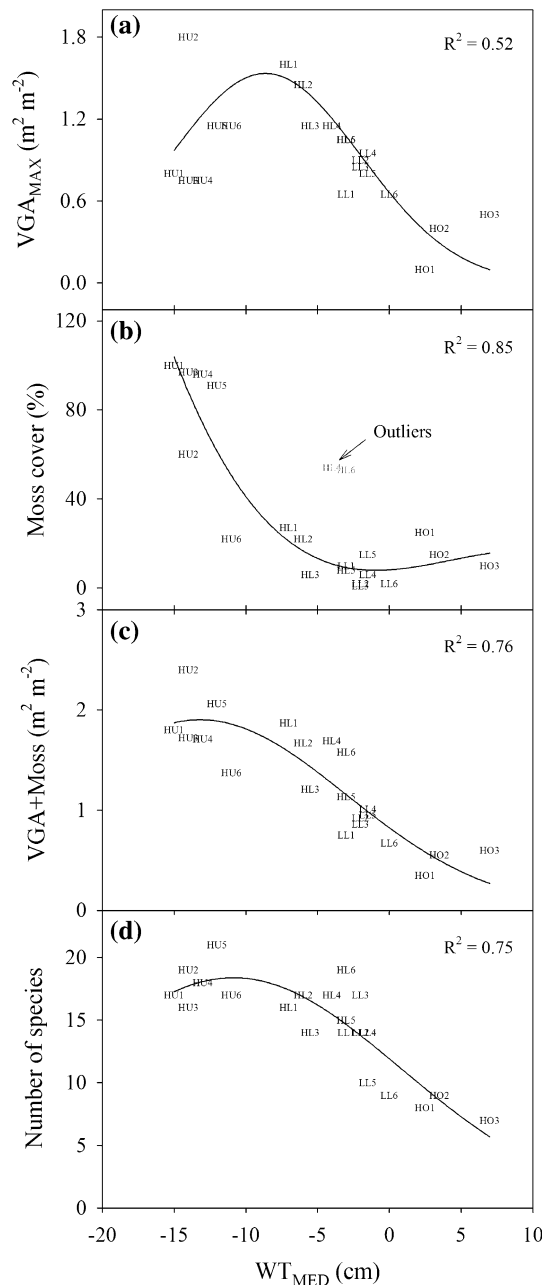 (a)
R² = 0.52
VGA_MAX (m² m⁻²)
1.8
1.2
0.6
0.0
HU2
HL1
HL2
HU6
HL3
HL4
HU1
HU4
LL4
LL1
LL6
HO3
HO2
HO1
(b)
R² = 0.85
Moss cover (%)
120
80
40
0
Outliers
HU1
HU4
HU5
HU2
HL4
HL6
HU6
HL1
HL2
HL3
HL5
LL1
LL5
LL4
LL6
HO1
HO2
HO3
(c)
R² = 0.76
VGA+Moss (m² m⁻²)
3
2
1
0
HU2
HU5
HU1
HU4
HU6
HL1
HL2
HL4
HL6
HL3
HL5
LL4
LL1
LL6
HO2
HO3
HO1
(d)
R² = 0.75
Number of species
20
15
10
5
0
HU5
HU2
HU4
HU1
HU6
HU3
HL1
HL2
HL4
HL6
LL3
HL5
HL3
LL1
LL4
LL5
LL6
HO2
HO1
HO3
-20
-15
-10
-5
0
5
10
WT_MED (cm)